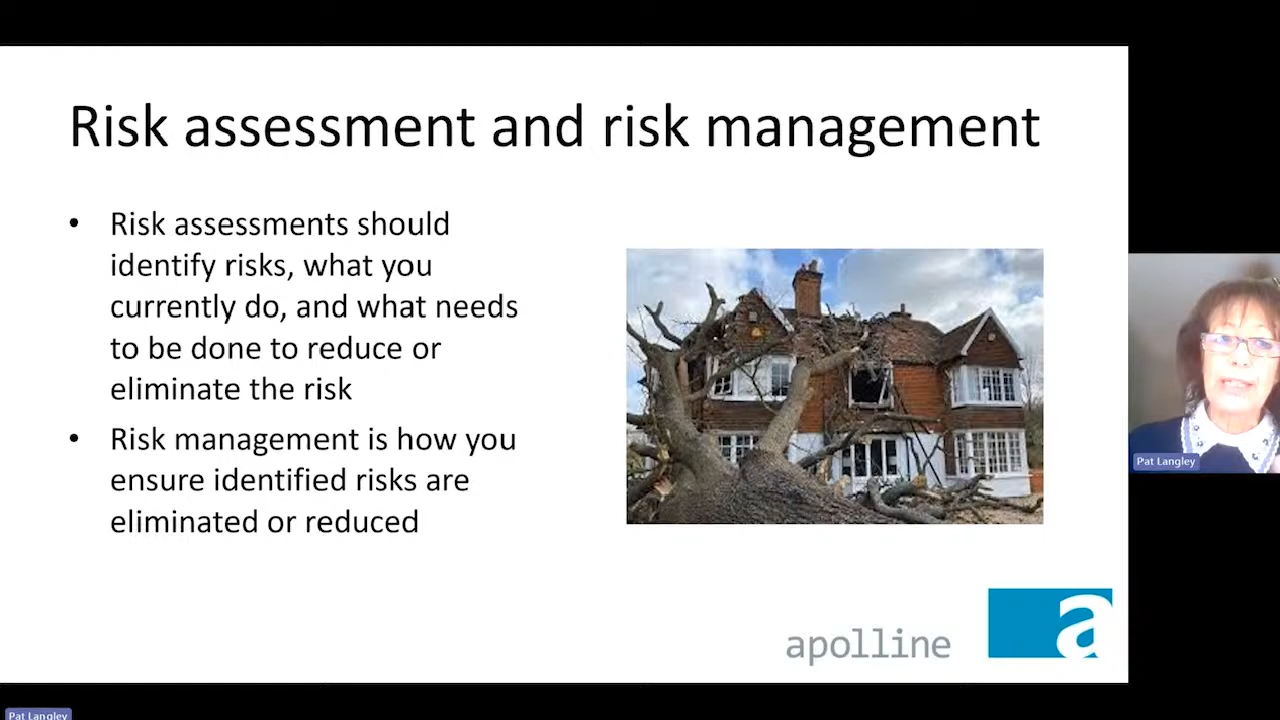 Risk assessment and risk management
• Risk assessments should
identify risks, what you
currently do, and what needs
to be done to reduce or
eliminate the risk
• Risk management is how you
ensure identified risks are
eliminated or reduced
apolline
a
Pat Langley
Pat Langley